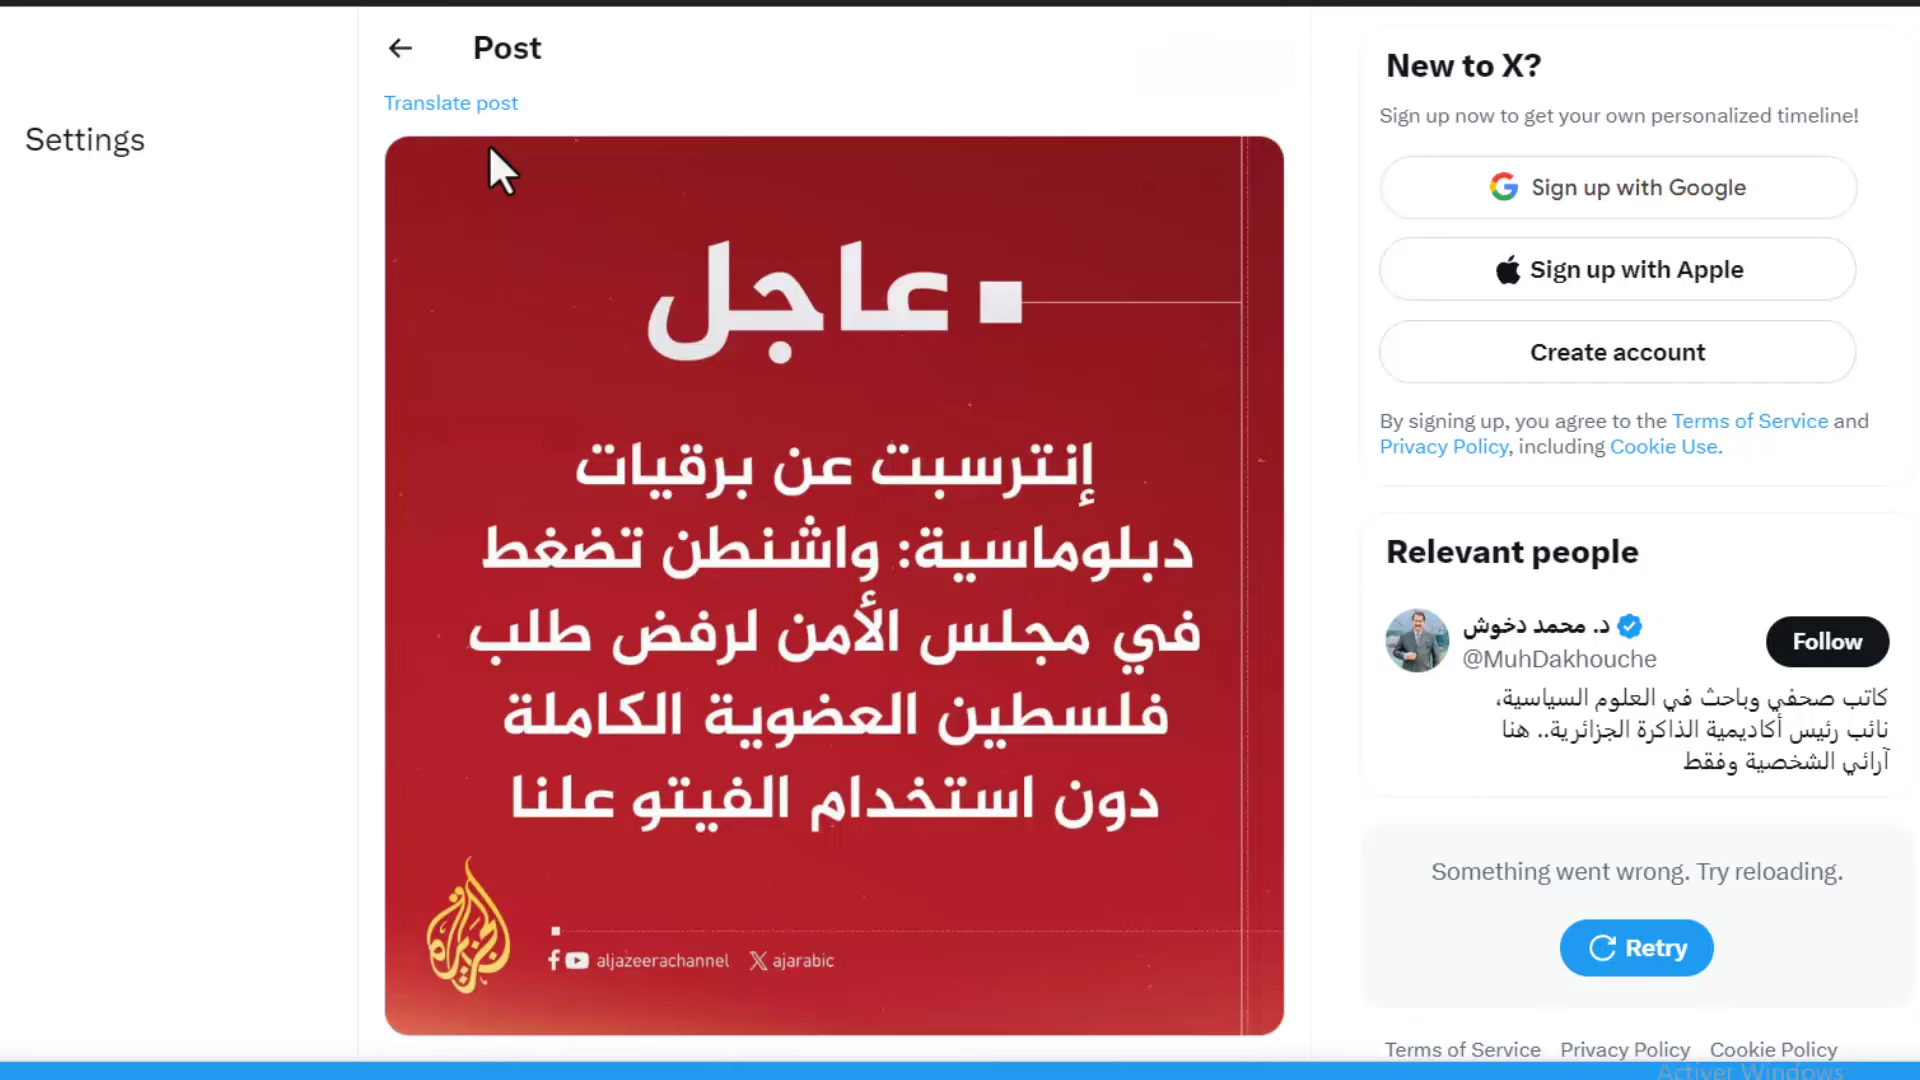 Post
Translate post
Settings
عاجل
إنترسبت عن برقيات
دبلوماسية: واشنطن تضغط
في مجلس الأمن لرفض طلب
فلسطين العضوية الكاملة
دون استخدام الفيتو علنا
الجزيرة
aljazeerachannel
ajarabic
New to X?
Sign up now to get your own personalized timeline!
Sign up with Google
Sign up with Apple
Create account
By signing up, you agree to the Terms of Service and
Privacy Policy, including Cookie Use.
Relevant people
د. محمد دخوش
@MuhDakhouche
Follow
كاتب صحفي وباحث في العلوم السياسية،
نائب رئيس أكاديمية الذاكرة الجزائرية.. هنا
آرائي الشخصية وفقط
Something went wrong. Try reloading.
Retry
Terms of Service Privacy Policy Cookie Policy
Activer Windows